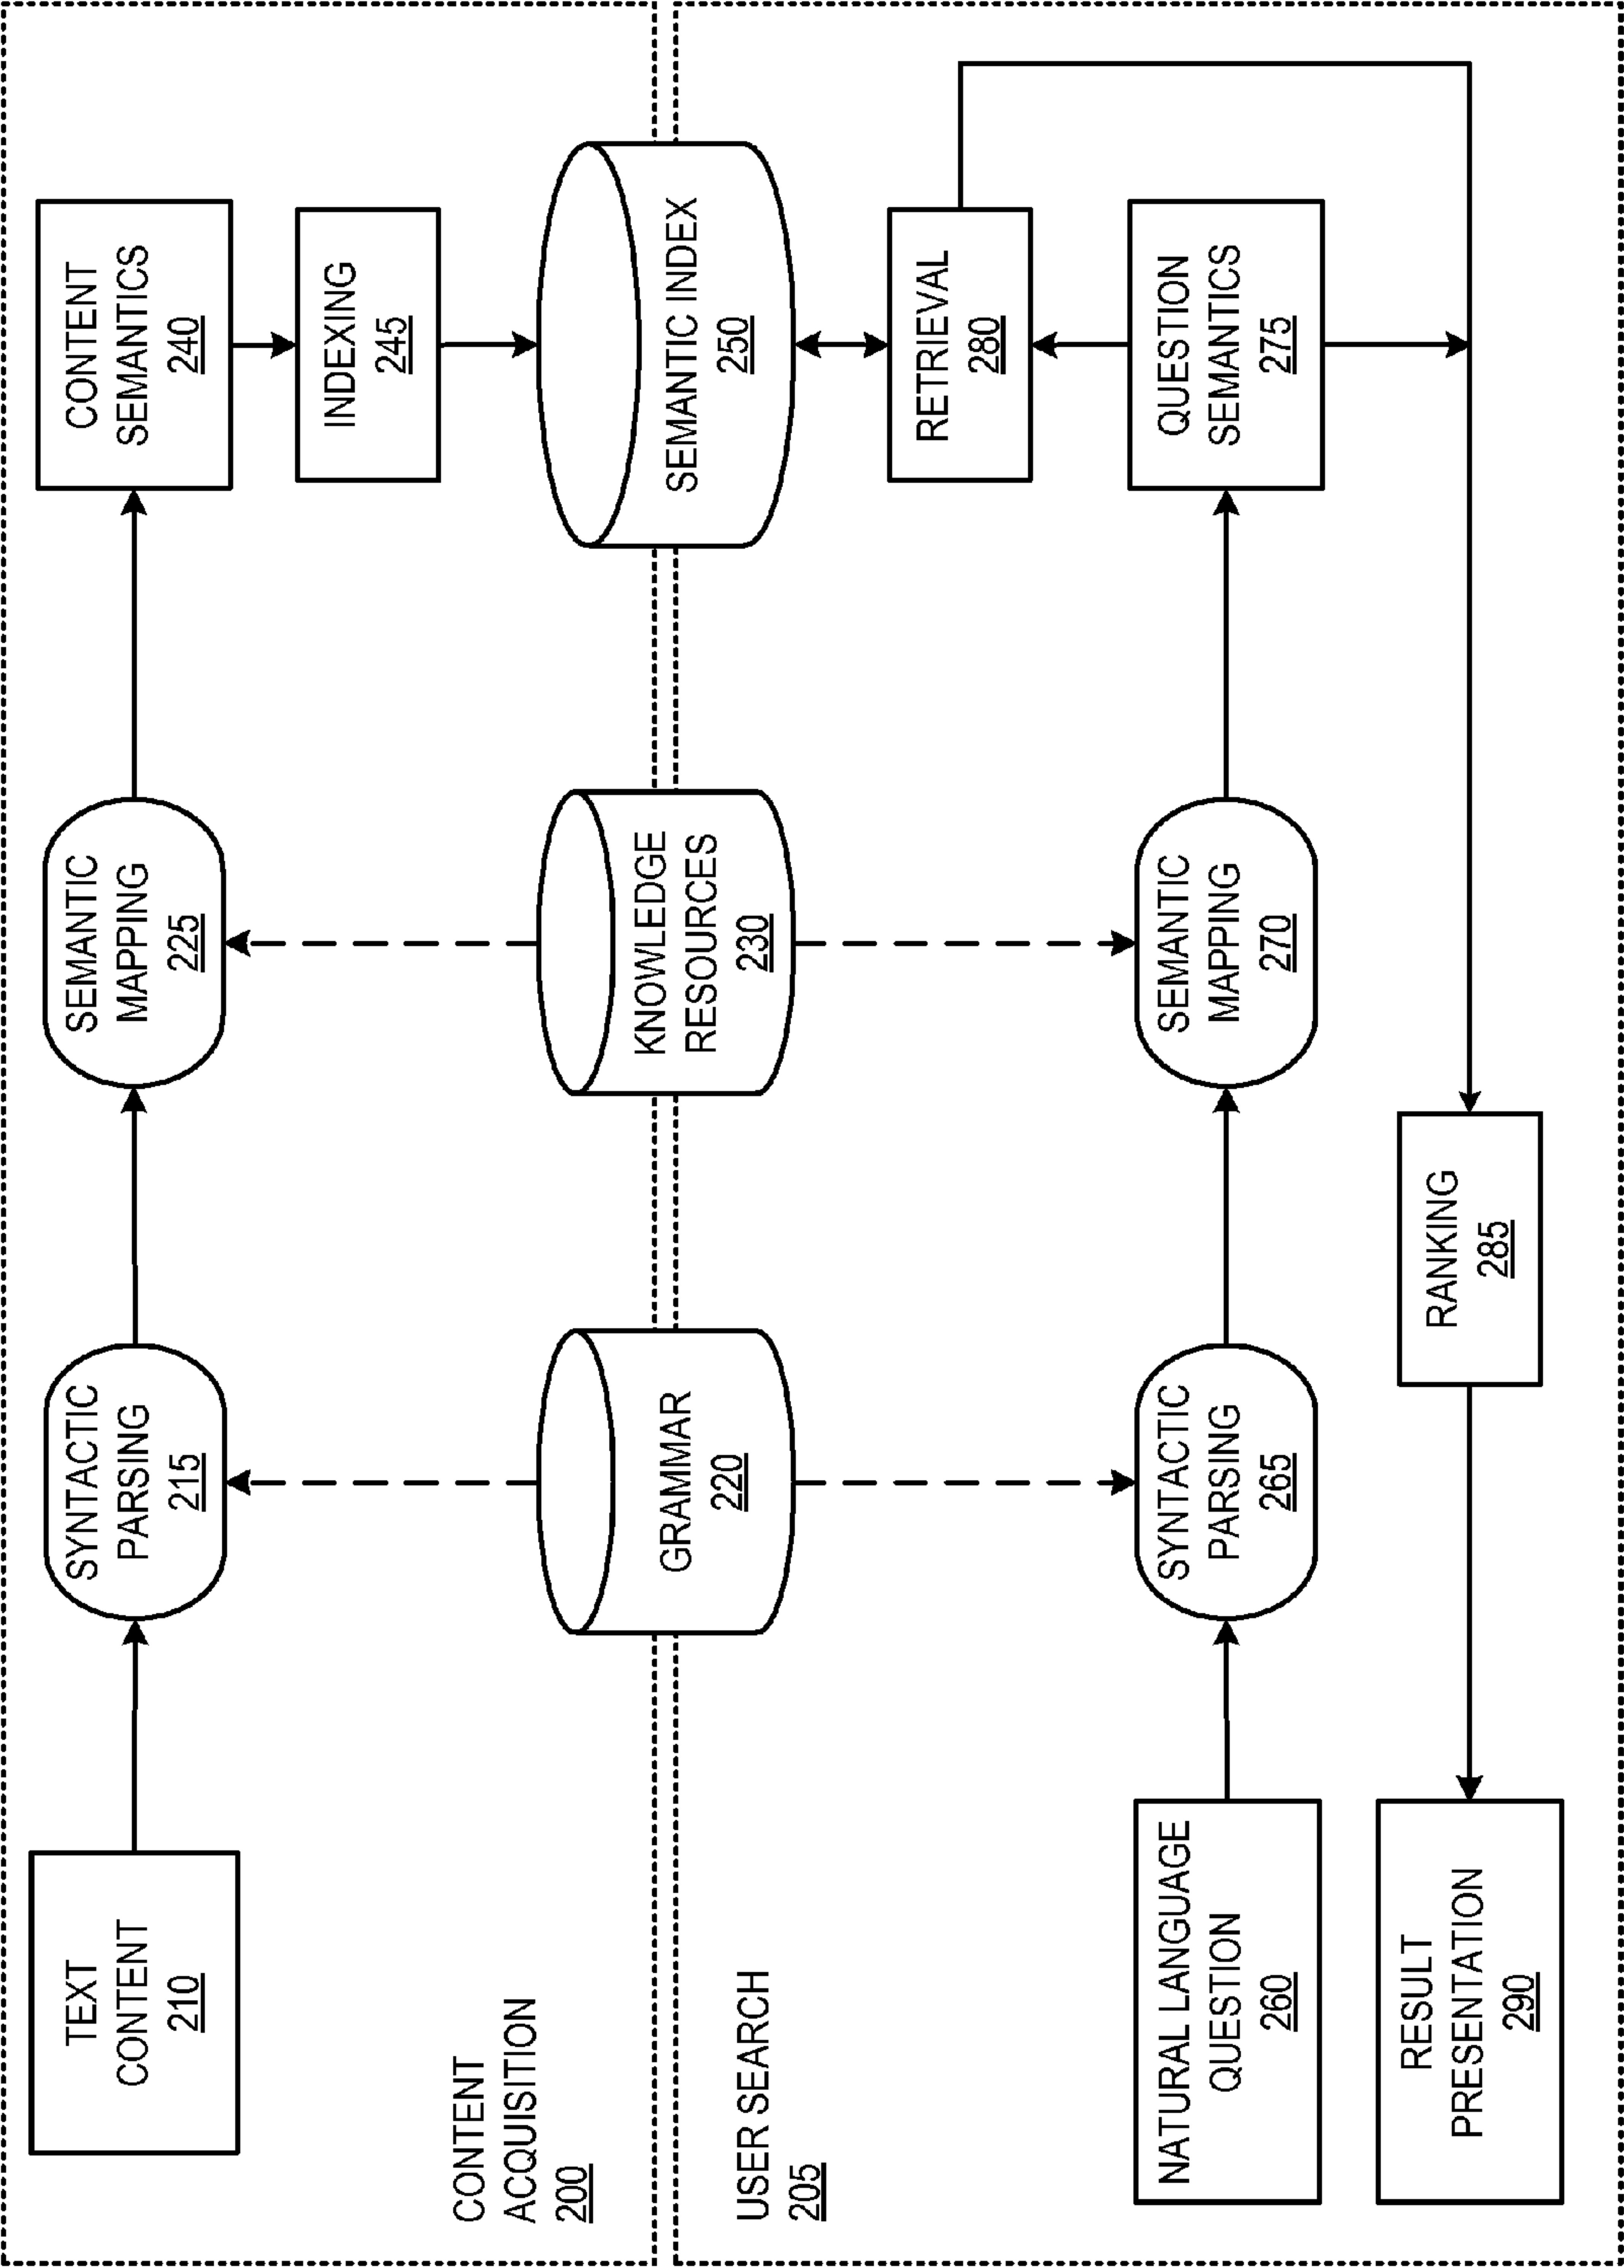 TEXT
CONTENT
210
SYNTACTIC
PARSING
215
SEMANTIC
MAPPING
225
CONTENT
SEMANTICS
240
INDEXING
245
CONTENT
ACQUISITION
200
GRAMMAR
220
KNOWLEDGE
RESOURCES
230
SEMANTIC INDEX
250
USER SEARCH
205
RETRIEVAL
280
NATURAL LANGUAGE
QUESTION
260
SYNTACTIC
PARSING
265
SEMANTIC
MAPPING
270
QUESTION
SEMANTICS
275
RESULT
PRESENTATION
290
RANKING
285